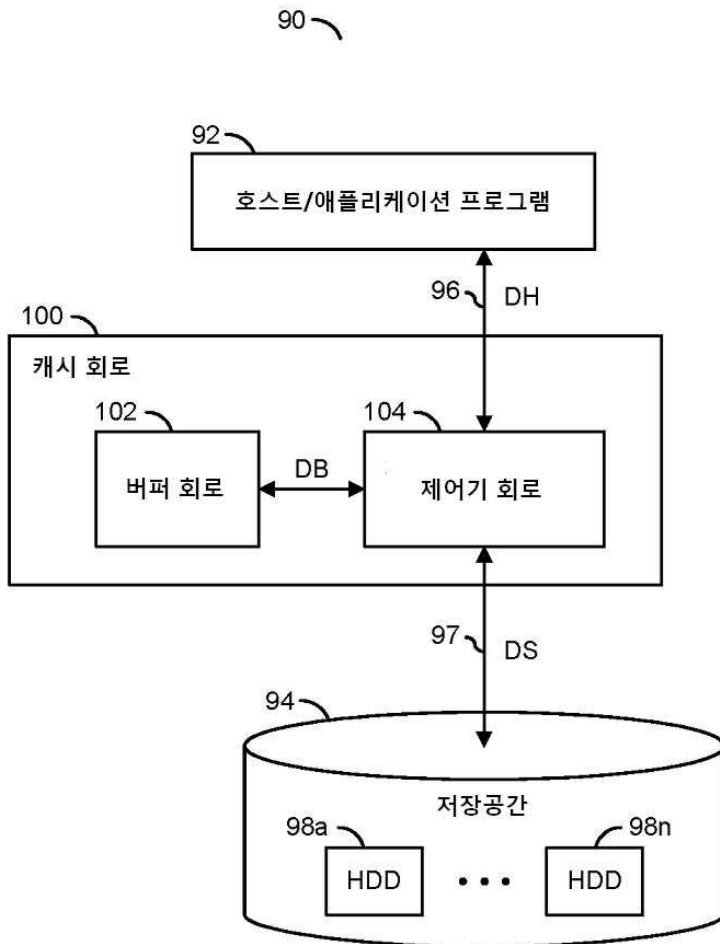 90
92
호스트/애플리케이션 프로그램
96 DH
100
캐시 회로
102
104
버퍼 회로
DB
제어기 회로
97 DS
94
저장공간
98a
98n
HDD
• • •
HDD